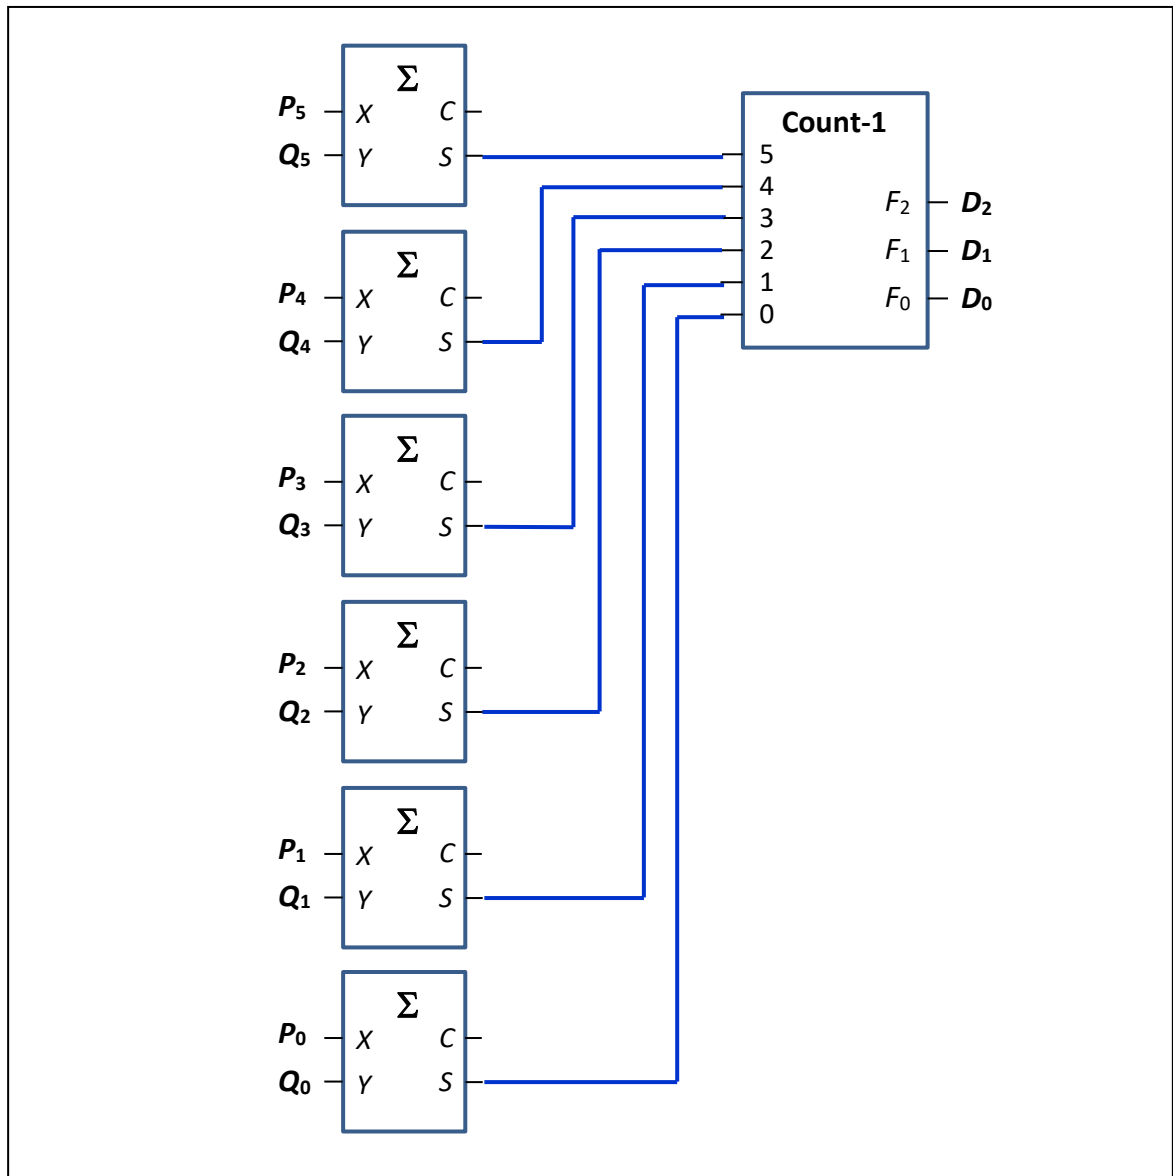 Σ
P5 X C
Q5 Y S
Count-1
5
4
3
2
1
0
F2 D2
F1 D1
F0 D0
Σ
P4 X C
Q4 Y S
Σ
P3 X C
Q3 Y S
Σ
P2 X C
Q2 Y S
Σ
P1 X C
Q1 Y S
Σ
P0 X C
Q0 Y S